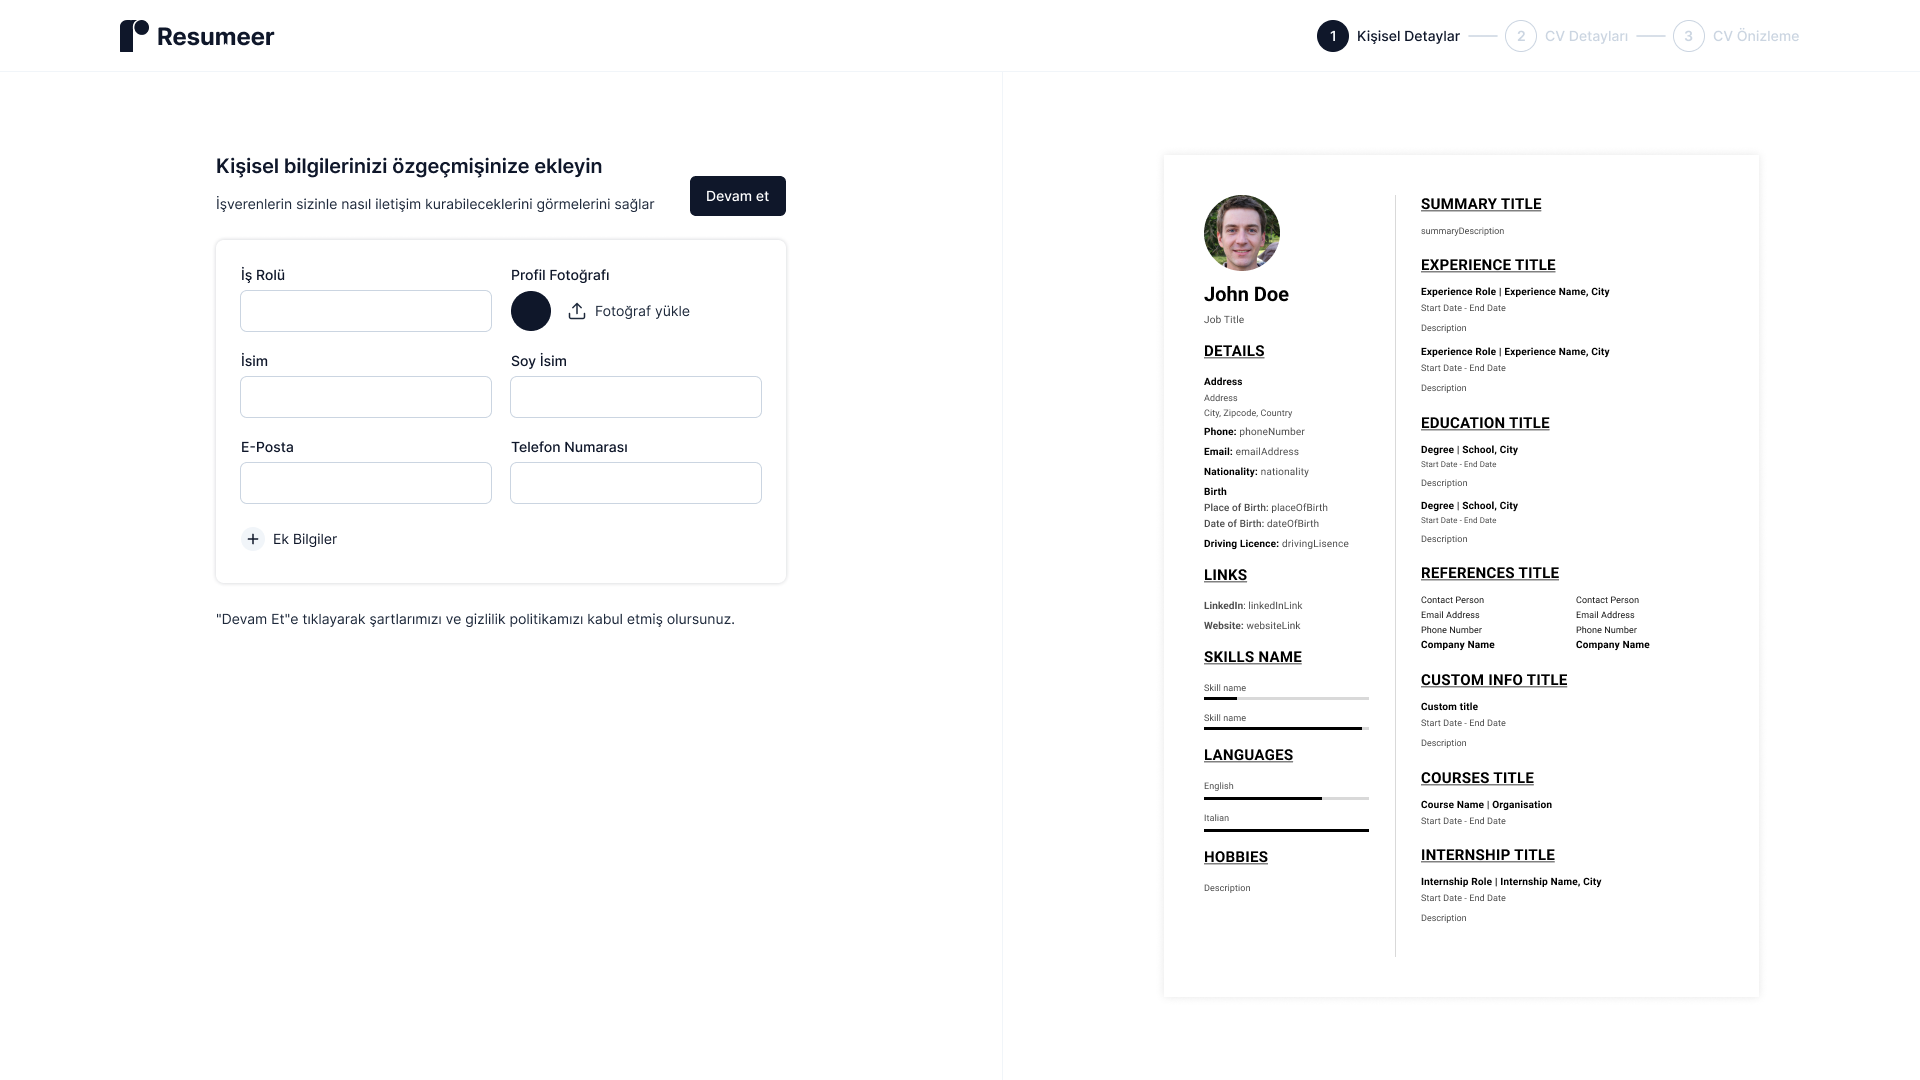 Resumeer
1 Kişisel Detaylar
2 CV Detayları
3 CV Önizleme
Kişisel bilgilerinizi özgeçmişinize ekleyin
İşverenlerin sizinle nasıl iletişim kurabileceklerini görmelerini sağlar
Devam et
İş Rolü
Profil Fotoğrafı
Fotoğraf yükle
İsim
Soy İsim
E-Posta
Telefon Numarası
Ek Bilgiler
"Devam Et"e tıklayarak şartlarımızı ve gizlilik politikamızı kabul etmiş olursunuz.
John Doe
Job Title
DETAILS
Address
Address
City, Zipcode, Country
Phone: phoneNumber
Email: emailAddress
Nationality: nationality
Birth
Place of Birth: placeOfBirth
Date of Birth: dateOfBirth
Driving Licence: drivingLisence
LINKS
LinkedIn: linkedInLink
Website: websiteLink
SKILLS NAME
Skill name
Skill name
LANGUAGES
English
Italian
HOBBIES
Description
SUMMARY TITLE
summaryDescription
EXPERIENCE TITLE
Experience Role | Experience Name, City
Start Date - End Date
Description
Experience Role | Experience Name, City
Start Date - End Date
Description
EDUCATION TITLE
Degree | School, City
Start Date - End Date
Description
Degree | School, City
Start Date - End Date
Description
REFERENCES TITLE
Contact Person
Email Address
Phone Number
Company Name
Contact Person
Email Address
Phone Number
Company Name
CUSTOM INFO TITLE
Custom title
Start Date - End Date
Description
COURSES TITLE
Course Name | Organisation
Start Date - End Date
INTERNSHIP TITLE
Internship Role | Internship Name, City
Start Date - End Date
Description